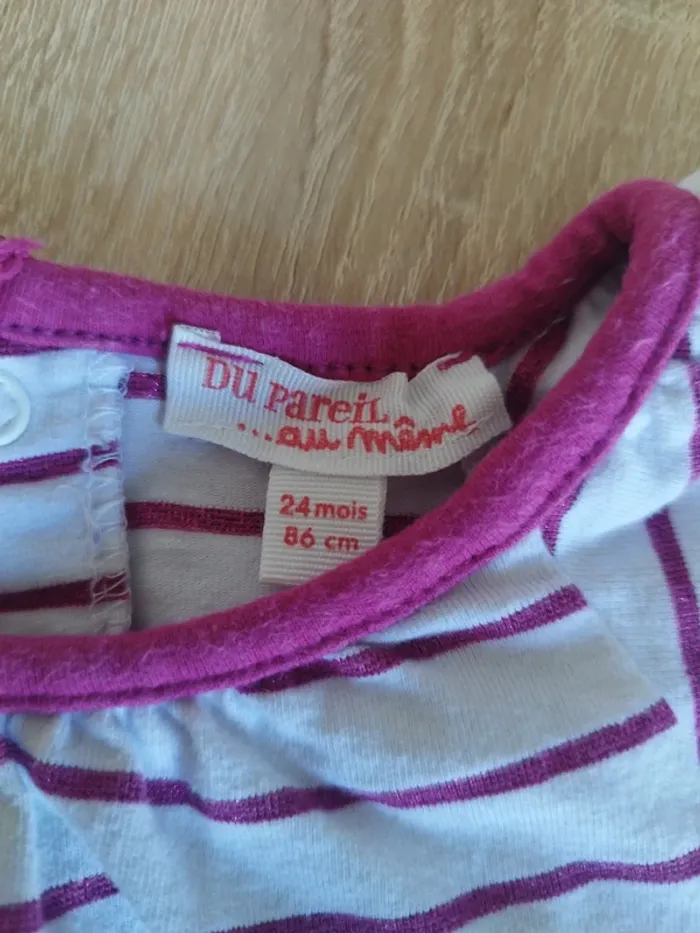 DU PareiL
...au même
24 mois
86 cm